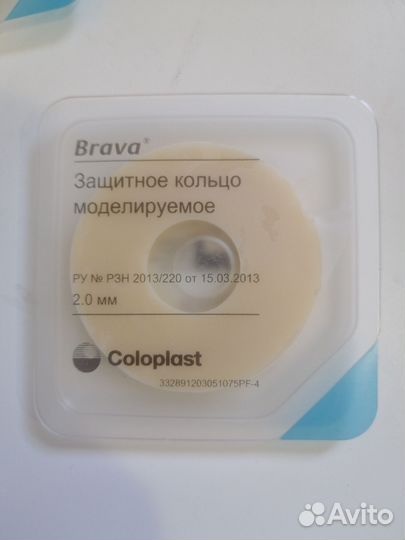 Brava®
Защитное кольцо
моделируемое
РУ № РЗН 2013/220 от 15.03.2013
2.0 мм
Coloplast
332891203051075PF-4
Avito